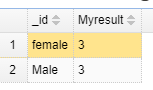 _id Myresult
1 female 3
2 Male 3